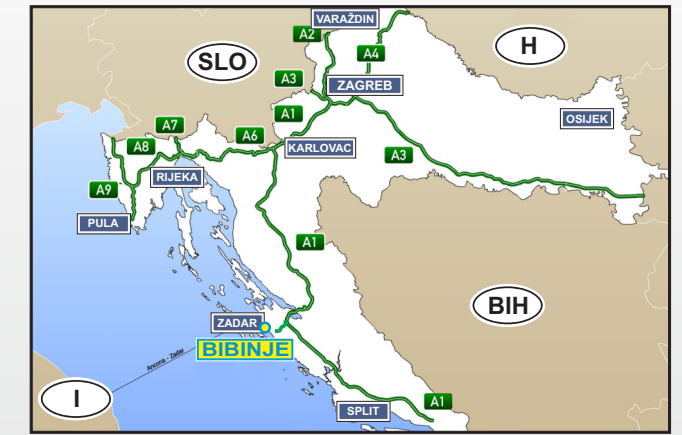 VARAŽDIN
A2
H
A4
SLO
A3
ZAGREB
A1
OSIJEK
A7
A6
A8
KARLOVAC
A3
RIJEKA
A9
PULA
A1
BIH
ZADAR
BIBINJE
Ancona - Zadar
I
A1
SPLIT